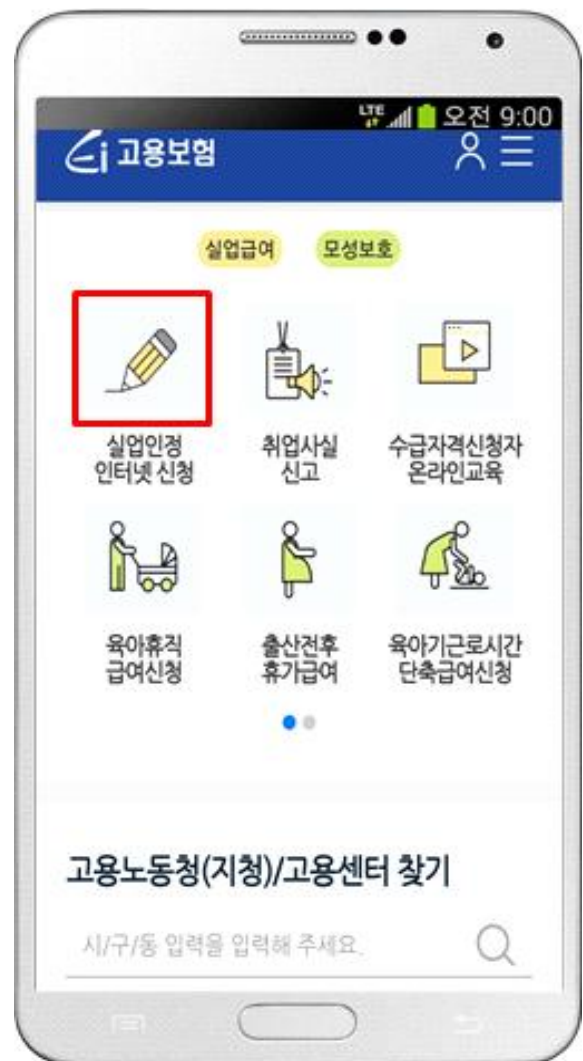 LTE 오전 9:00
Ei 고용보험
실업급여 모성보호
실업인정 취업사실 수급자격신청자
인터넷 신청 신고 온라인교육
육아휴직 출산전후 육아기근로시간
급여신청 휴가급여 단축급여신청
고용노동청(지청)/고용센터 찾기
시/구/동 입력을 입력해 주세요.